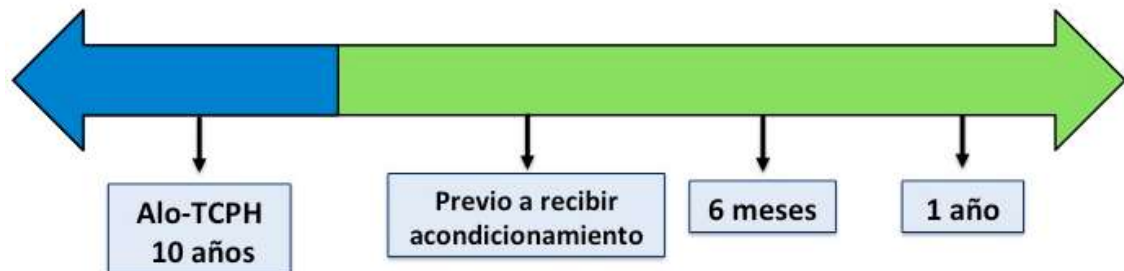 Alo-TCPH
10 años
Previo a recibir
acondicionamiento
6 meses
1 año